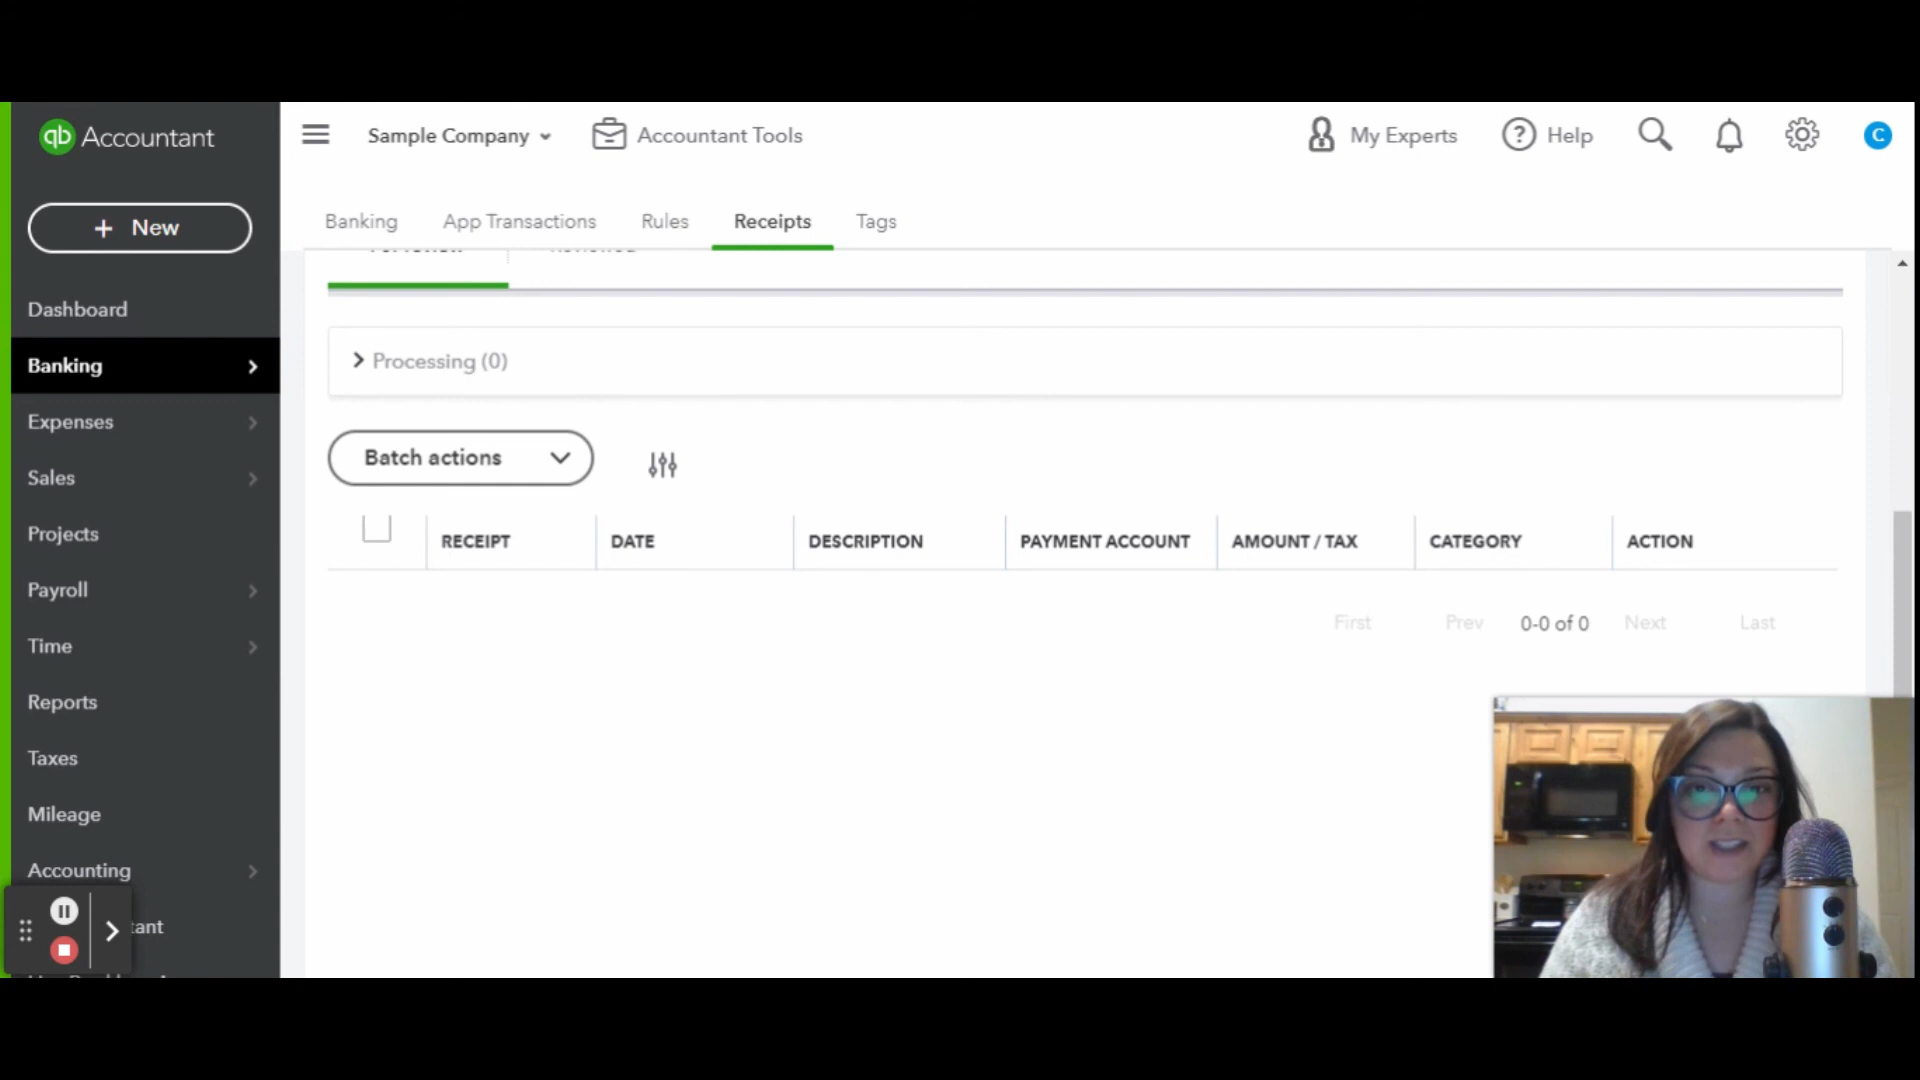 qb Accountant
Sample Company
Accountant Tools
My Experts
Help
C
+ New
Banking
App Transactions
Rules
Receipts
Tags
Dashboard
Banking
Expenses
Sales
Projects
Payroll
Time
Reports
Taxes
Mileage
Accounting
tant
Processing (0)
Batch actions
RECEIPT
DATE
DESCRIPTION
PAYMENT ACCOUNT
AMOUNT / TAX
CATEGORY
ACTION
First
Prev
0-0 of 0
Next
Last